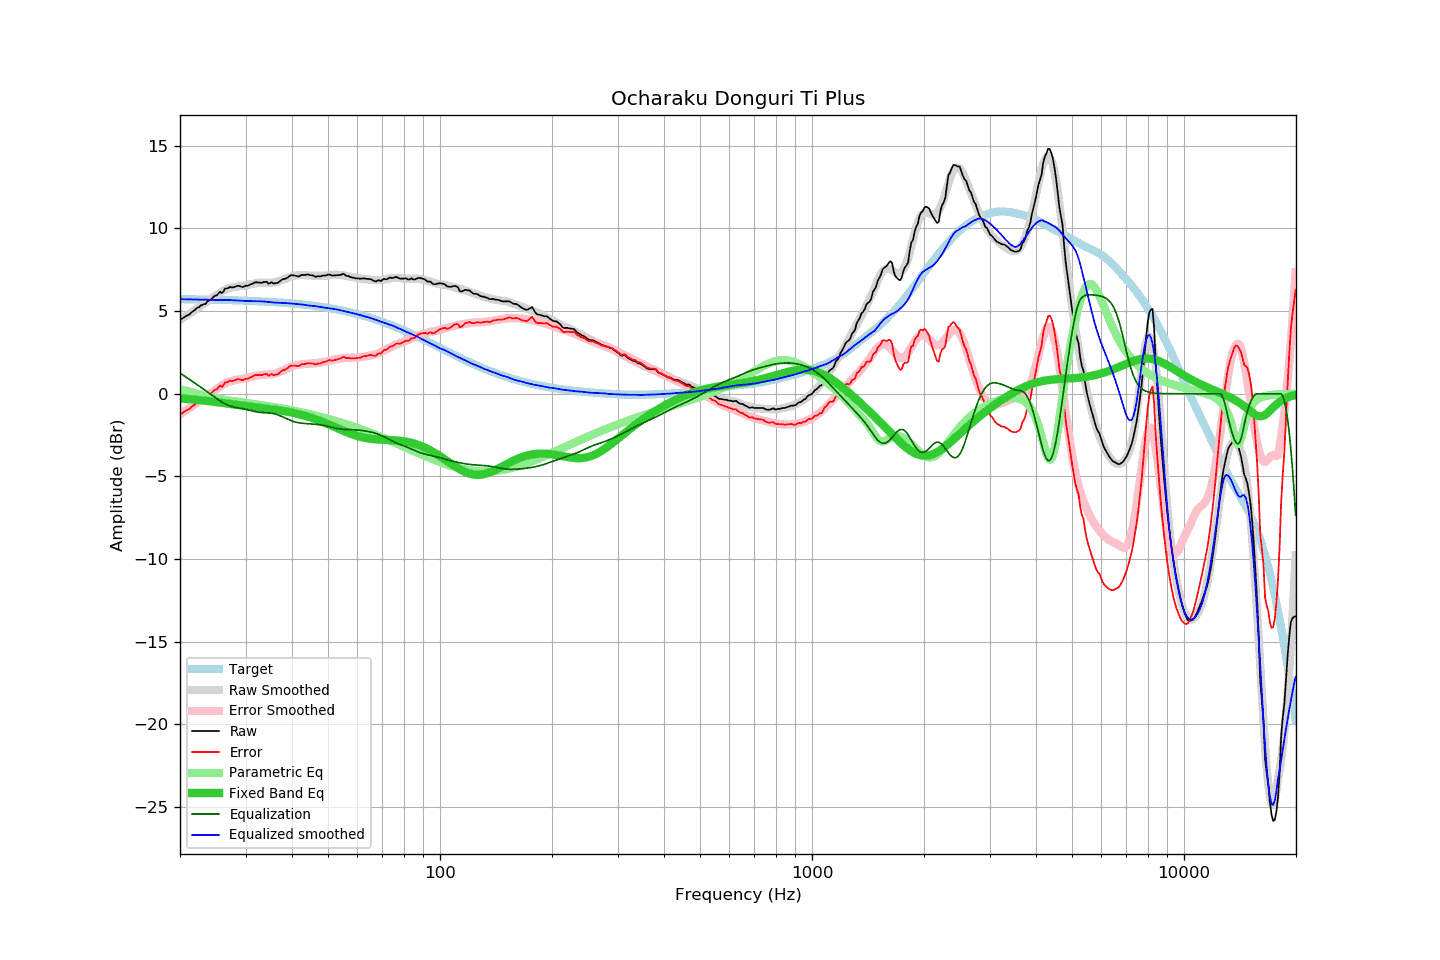 Ocharaku Donguri Ti Plus
15
10
5
0
−5
−10
−15
−20
−25
Amplitude (dBr)
Target
Raw Smoothed
Error Smoothed
Raw
Error
Parametric Eq
Fixed Band Eq
Equalization
Equalized smoothed
100
1000
10000
Frequency (Hz)